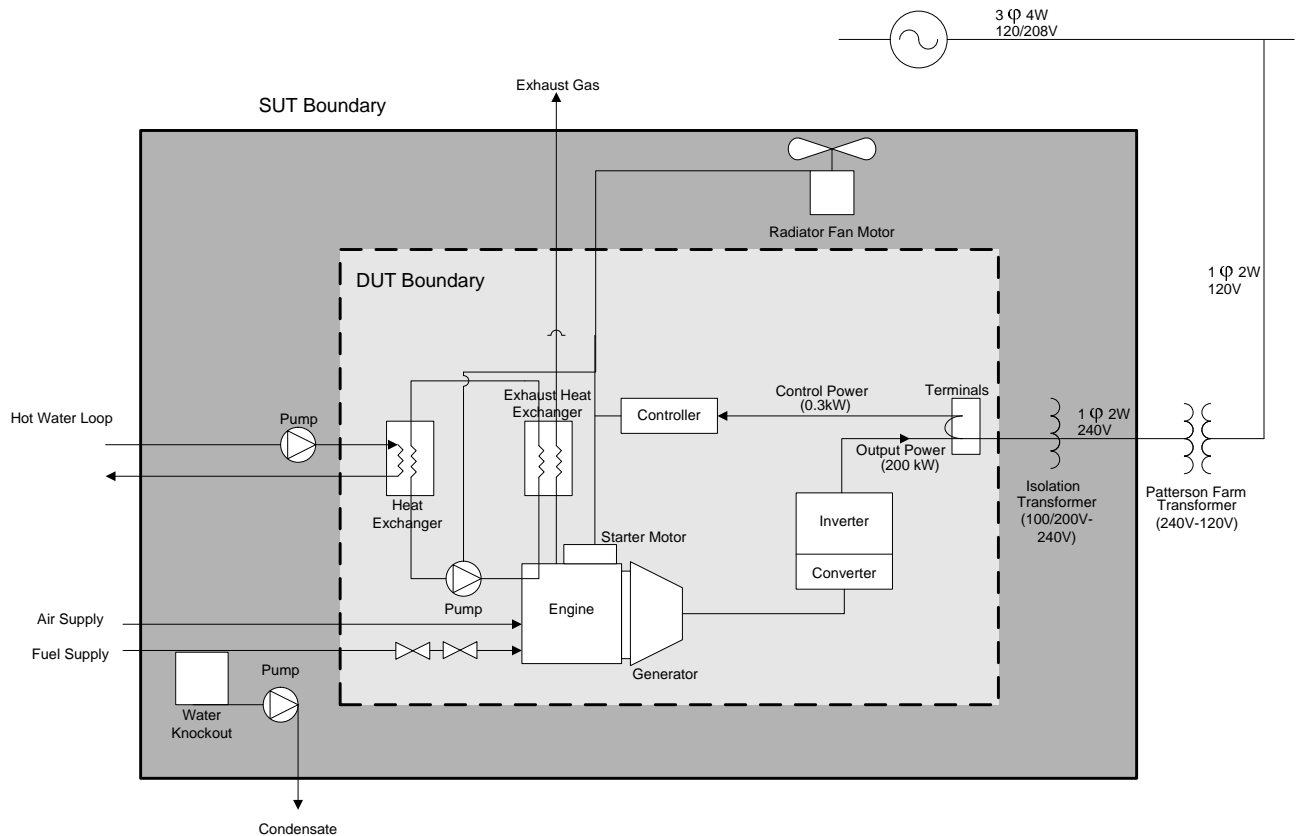 3 φ 4W
120/208V
Exhaust Gas
SUT Boundary
Radiator Fan Motor
DUT Boundary
1 φ 2W
120V
Hot Water Loop
Pump
Exhaust Heat
Exchanger
Controller
Control Power
(0.3kW)
Terminals
1 φ 2W
240V
Output Power
(200 kW)
Heat
Exchanger
Isolation
Transformer
(100/200V-
240V)
Patterson Farm
Transformer
(240V-120V)
Inverter
Converter
Starter Motor
Pump
Engine
Generator
Air Supply
Fuel Supply
Pump
Water
Knockout
Condensate